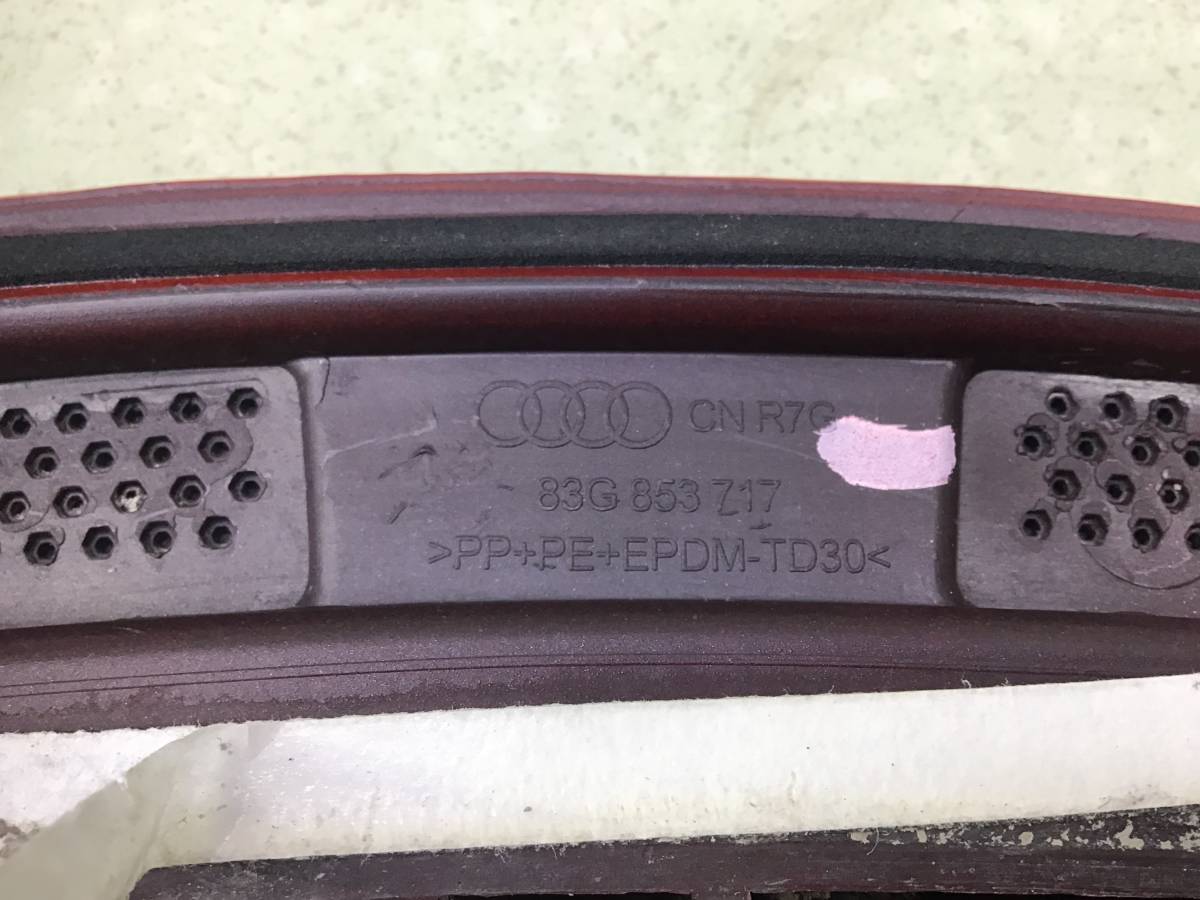 CN R7G
83G 853 717
>PP+PE+EPDM-TD30<